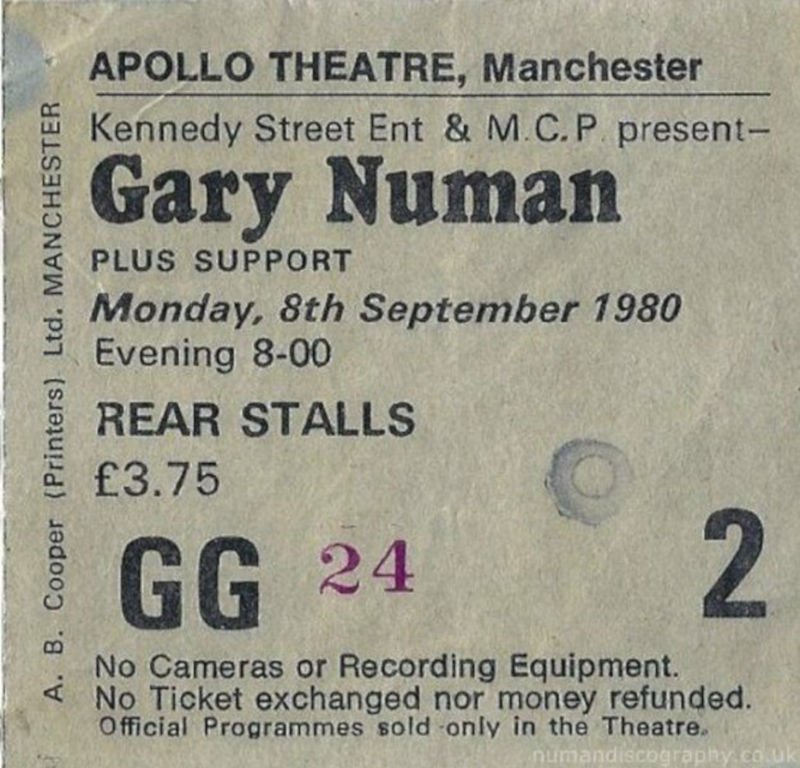 APOLLO THEATRE, Manchester
Kennedy Street Ent & M.C.P. present–
Gary Numan
PLUS SUPPORT
Monday, 8th September 1980
Evening 8-00
REAR STALLS
£3.75
GG 24 2
No Cameras or Recording Equipment.
No Ticket exchanged nor money refunded.
Official Programmes sold only in the Theatre.
A. B. Cooper (Printers) Ltd. MANCHESTER
numandiscography.co.uk